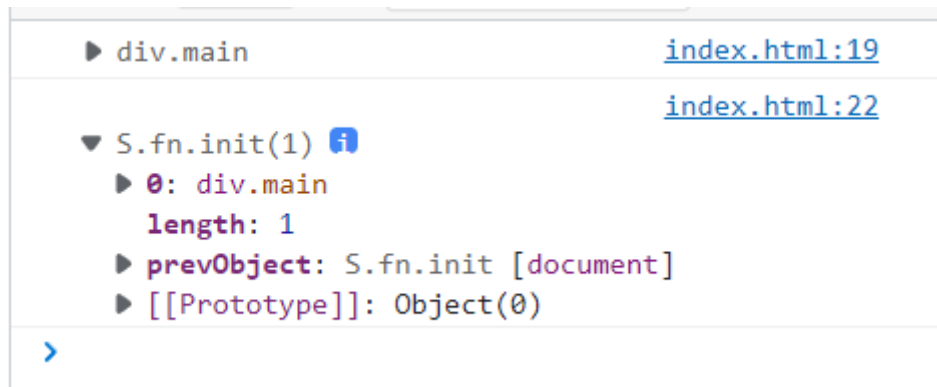 div.main index.html:19
index.html:22
S.fn.init(1) i
0: div.main
length: 1
prevObject: S.fn.init [document]
[[Prototype]]: Object(0)